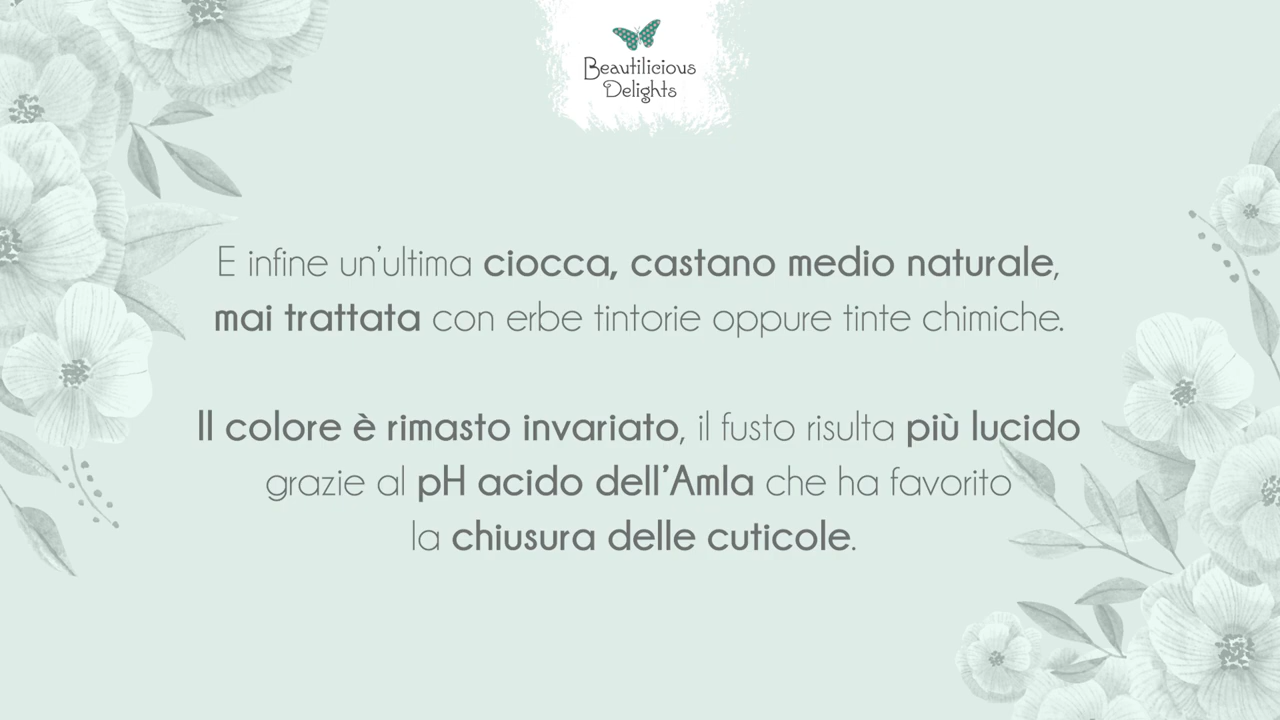 Beautilicious
Delights
E infine un'ultima ciocca, castano medio naturale,
mai trattata con erbe tintorie oppure tinte chimiche.
Il colore è rimasto invariato, il fusto risulta più lucido
grazie al pH acido dell'Amla che ha favorito
la chiusura delle cuticole.